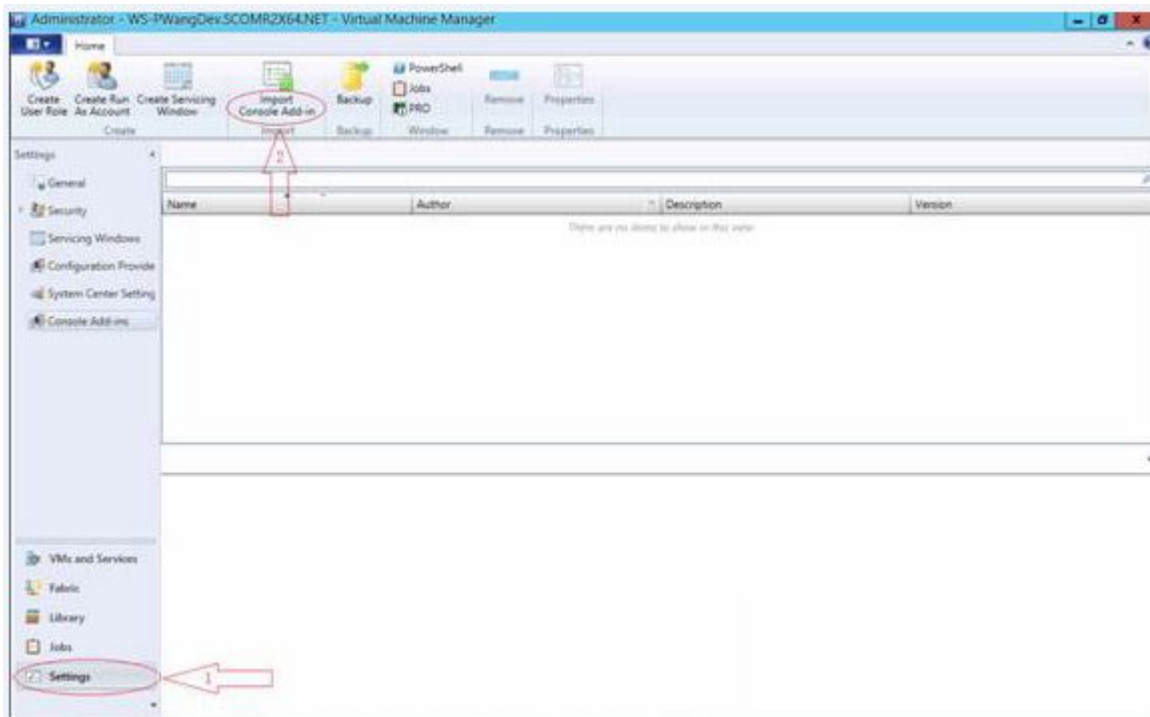 Administrator - WS-PWangDev.SCOMR2X64.NET - Virtual Machine Manager
Home
Create User Role
Create Run As Account
Create Servicing Window
Import Console Add-in
Backup
PowerShell
Jobs
PRO
Remove
Properties
Create
Import
Backup
Window
Remove
Properties
2
Settings
General
Security
Servicing Windows
Configuration Provide
System Center Setting
Console Add-ins
Name
Author
Description
Version
There are no items to show in this view
VMs and Services
Fabric
Library
Jobs
Settings
1